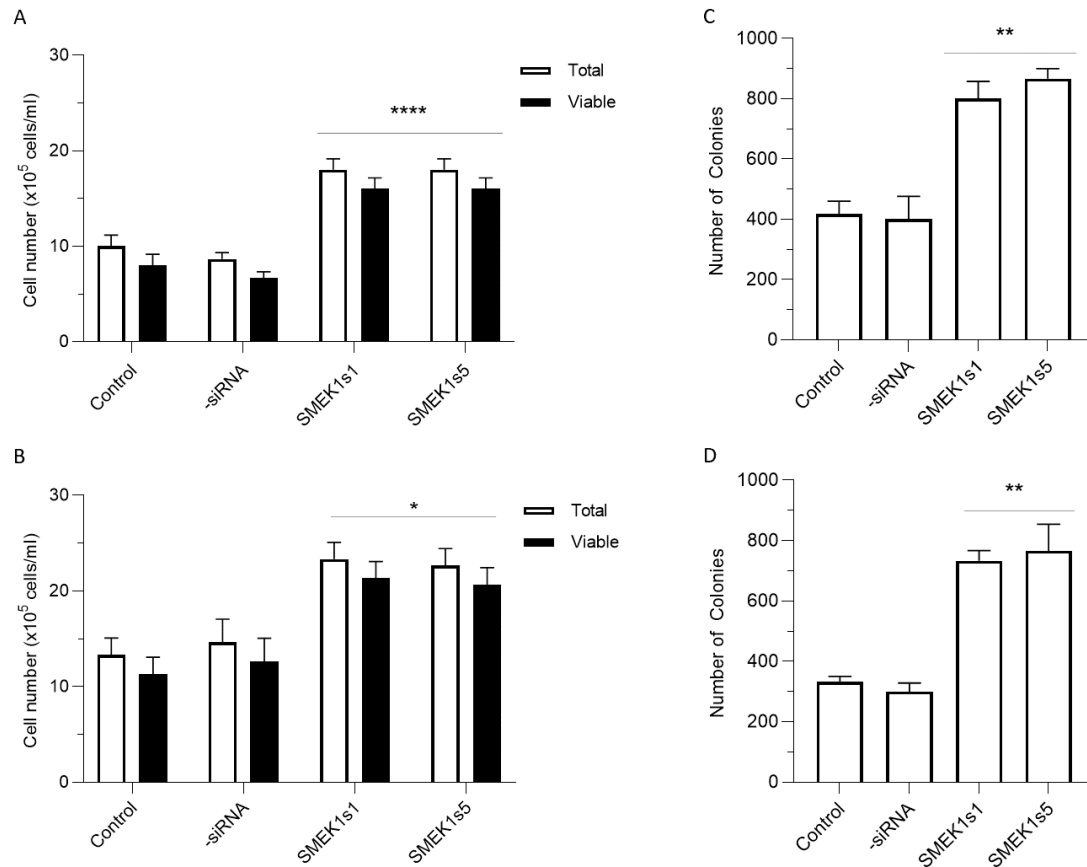 A
30
20
10
0
Cell number (x10⁵ cells/ml)
Total
Viable
****
Control
-siRNA
SMEK1s1
SMEK1s5
C
1000
800
600
400
200
0
Number of Colonies
**
Control
-siRNA
SMEK1s1
SMEK1s5
B
30
20
10
0
Cell number (x10⁵ cells/ml)
Total
Viable
*
Control
-siRNA
SMEK1s1
SMEK1s5
D
1000
800
600
400
200
0
Number of Colonies
**
Control
-siRNA
SMEK1s1
SMEK1s5